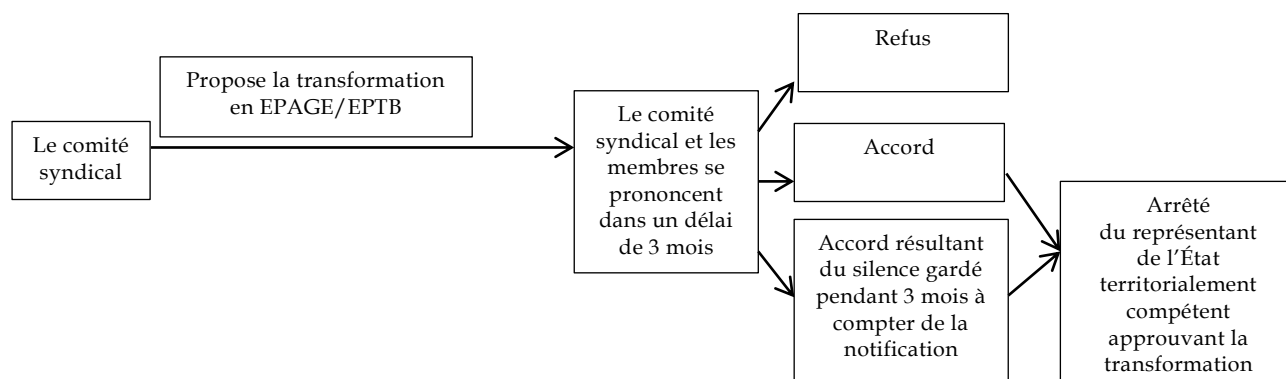 Le comité
syndical
Propose la transformation
en EPAGE/EPTB
Le comité
syndical et les
membres se
prononcent
dans un délai
de 3 mois
Refus
Accord
Accord résultant
du silence gardé
pendant 3 mois à
compter de la
notification
Arrêté
du représentant
de l’État
territorialement
compétent
approuvant la
transformation